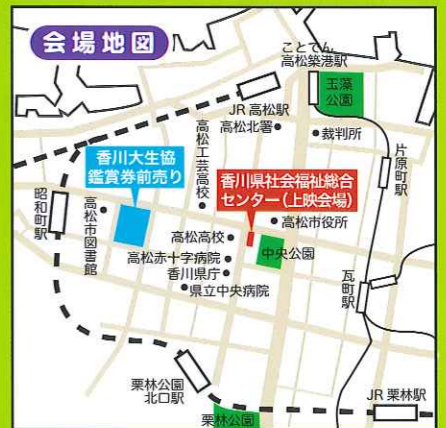 会場地図
ことでん
高松築港駅
玉藻
公園
JR 高松駅
高松北署
裁判所
片原町駅
高松工芸高校
香川大生協
鑑賞券前売り
香川県社会福祉総合
センター(上映会場)
昭和町駅
高松市図書館
高松市役所
高松高校
中央公園
高松赤十字病院
香川県庁
県立中央病院
瓦町駅
栗林公園
北口駅
JR 栗林駅
栗林公園